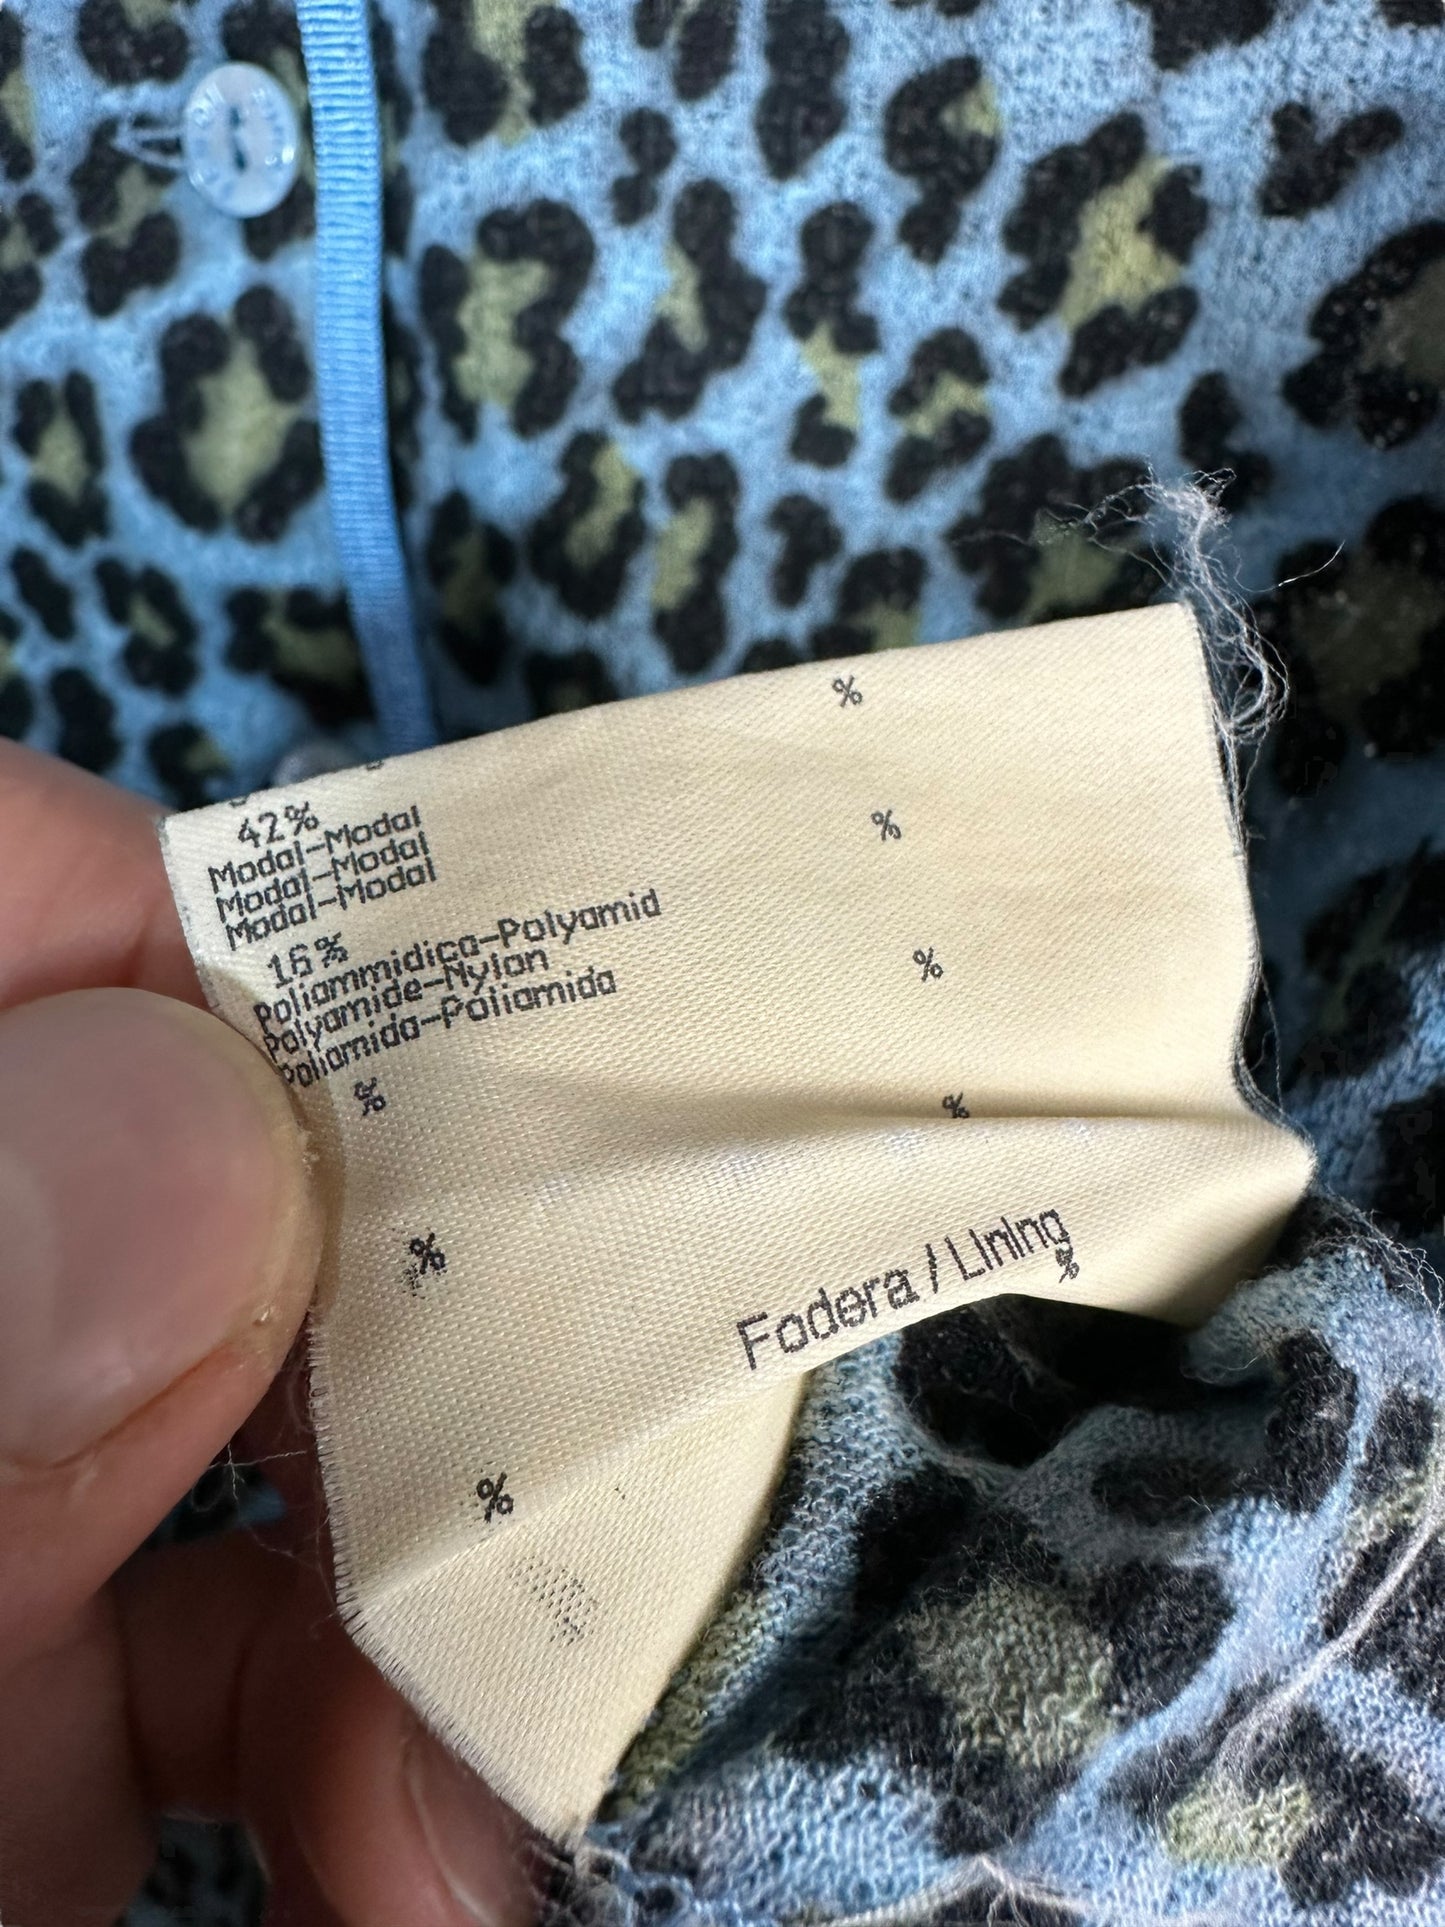 42%
Modal-Modal
Modal-Modal
Modal-Modal
16%
Poliammidica-Polyamid
Polyamide-Nylon
Poliamida-Poliamida
%
%
%
%
%
%
%
Fodera / Lining
%